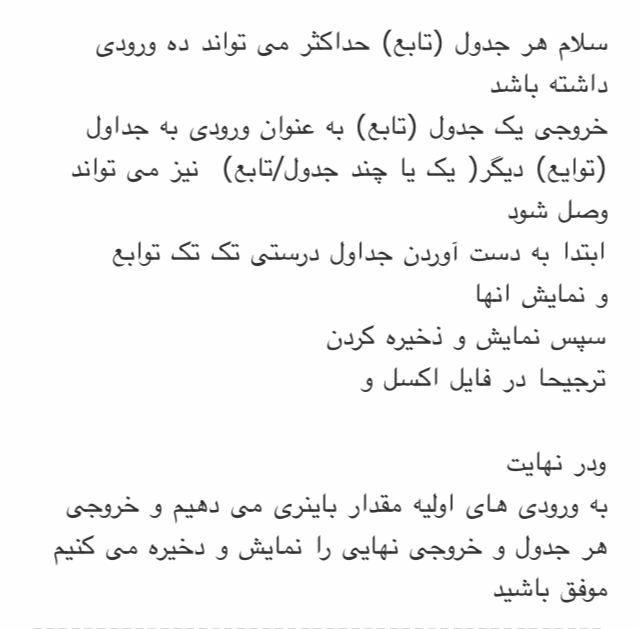 سلام هر جدول (تابع) حداکثر می تواند ده ورودی
داشته باشد
خروجی یک جدول (تابع) به عنوان ورودی به جداول
(توایع) دیگر( یک یا چند جدول/تابع) نیز می تواند
وصل شود
ابتدا به دست آوردن جداول درستی تک تک توابع
و نمایش انها
سپس نمایش و ذخیره کردن
ترجیحا در فایل اکسل و
ودر نهایت
به ورودی های اولیه مقدار باینری می دهیم و خروجی
هر جدول و خروجی نهایی را نمایش و دخیره می کنیم
موفق باشید